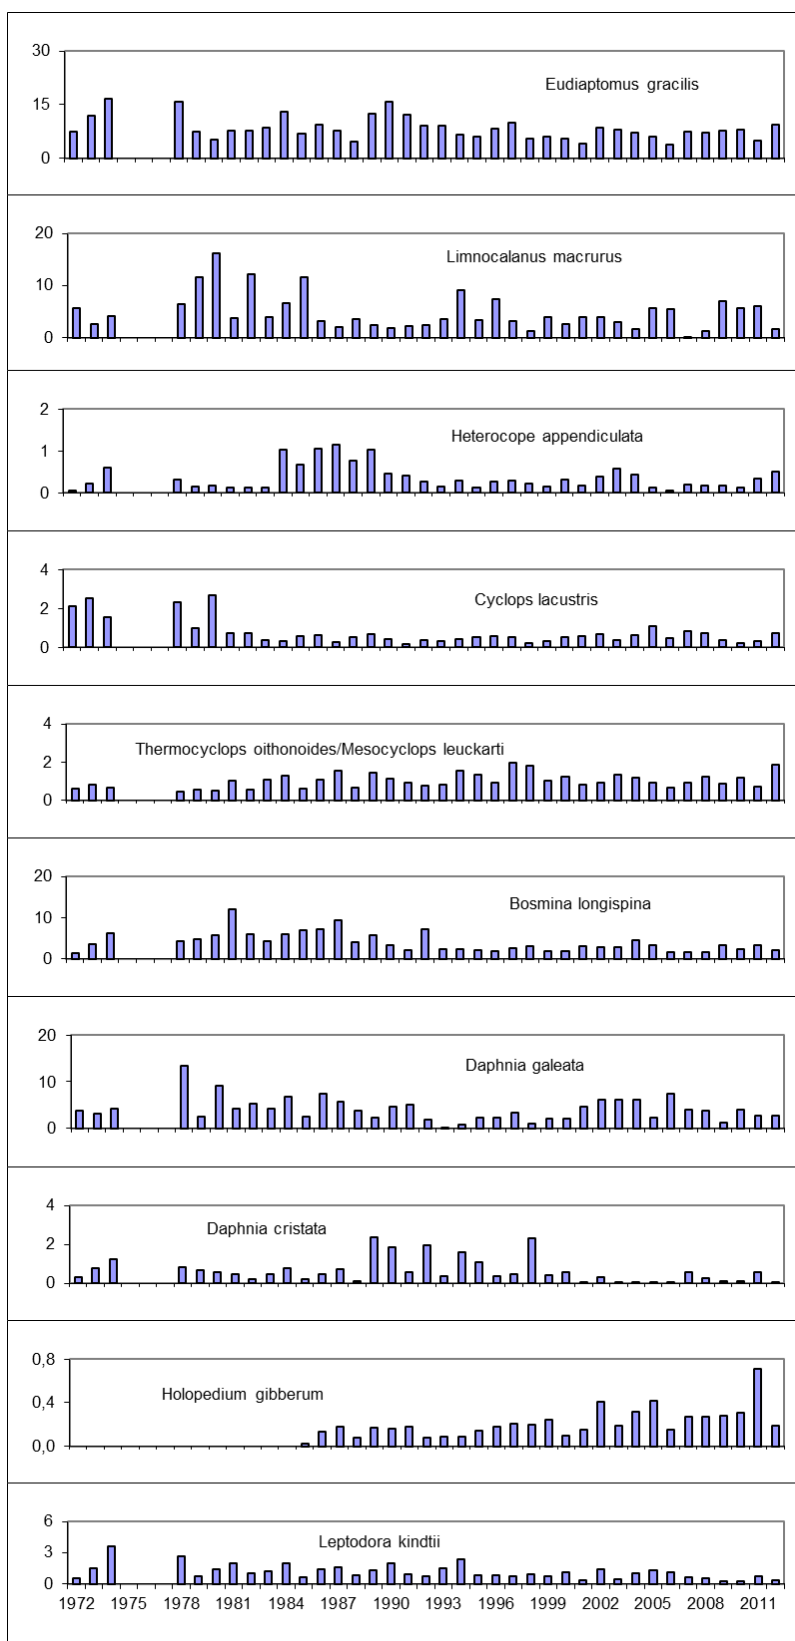 30
Eudiaptomus gracilis
15
0
20
Limnocalanus macrurus
10
0
2
Heterocope appendiculata
1
0
4
Cyclops lacustris
2
0
4
Thermocyclops oithonoides/Mesocyclops leuckarti
2
0
20
Bosmina longispina
10
0
20
Daphnia galeata
10
0
4
Daphnia cristata
2
0
0,8
Holopedium gibberum
0,4
0,0
6
Leptodora kindtii
3
0
1972 1975 1978 1981 1984 1987 1990 1993 1996 1999 2002 2005 2008 2011